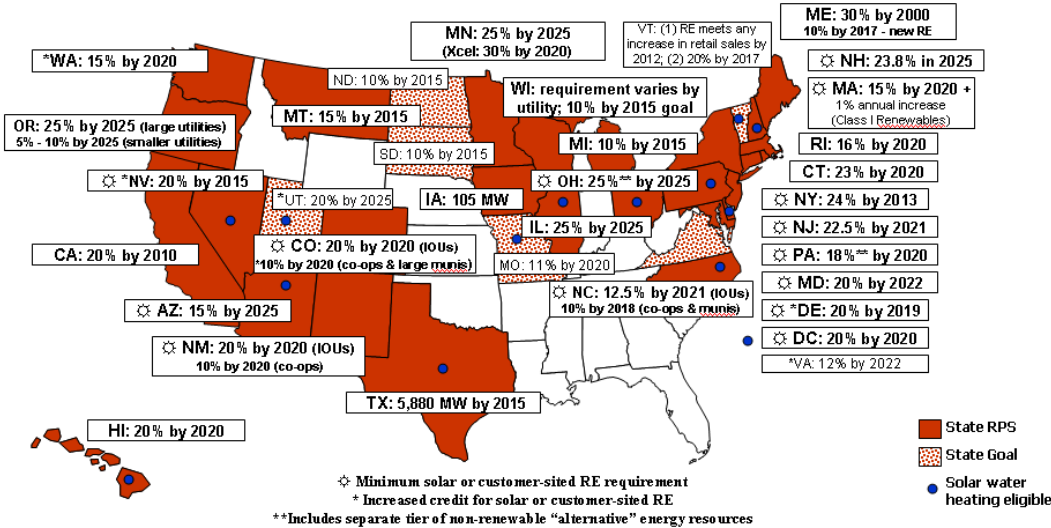 MN: 25% by 2025
(Xcel: 30% by 2020)
VT: (1) RE meets any
increase in retail sales by
2012; (2) 20% by 2017
ME: 30% by 2000
10% by 2017 - new RE
*WA: 15% by 2020
☼ NH: 23.8% in 2025
ND: 10% by 2015
WI: requirement varies by
utility; 10% by 2015 goal
☼ MA: 15% by 2020 +
1% annual increase
(Class I Renewables)
MT: 15% by 2015
OR: 25% by 2025 (large utilities)
5% - 10% by 2025 (smaller utilities)
MI: 10% by 2015
RI: 16% by 2020
SD: 10% by 2015
CT: 23% by 2020
☼ *NV: 20% by 2015
☼ OH: 25%** by 2025
*UT: 20% by 2025
IA: 105 MW
☼ NY: 24% by 2013
IL: 25% by 2025
☼ NJ: 22.5% by 2021
CA: 20% by 2010
☼ CO: 20% by 2020 (IOUs)
*10% by 2020 (co-ops & large munis)
MO: 11% by 2020
☼ PA: 18%** by 2020
☼ MD: 20% by 2022
☼ NC: 12.5% by 2021 (IOUs)
10% by 2018 (co-ops & munis)
☼ AZ: 15% by 2025
☼ *DE: 20% by 2019
☼ DC: 20% by 2020
☼ NM: 20% by 2020 (IOUs)
10% by 2020 (co-ops)
*VA: 12% by 2022
TX: 5,880 MW by 2015
HI: 20% by 2020
State RPS
State Goal
Solar water
heating eligible
☼ Minimum solar or customer-sited RE requirement
* Increased credit for solar or customer-sited RE
**Includes separate tier of non-renewable “alternative” energy resources